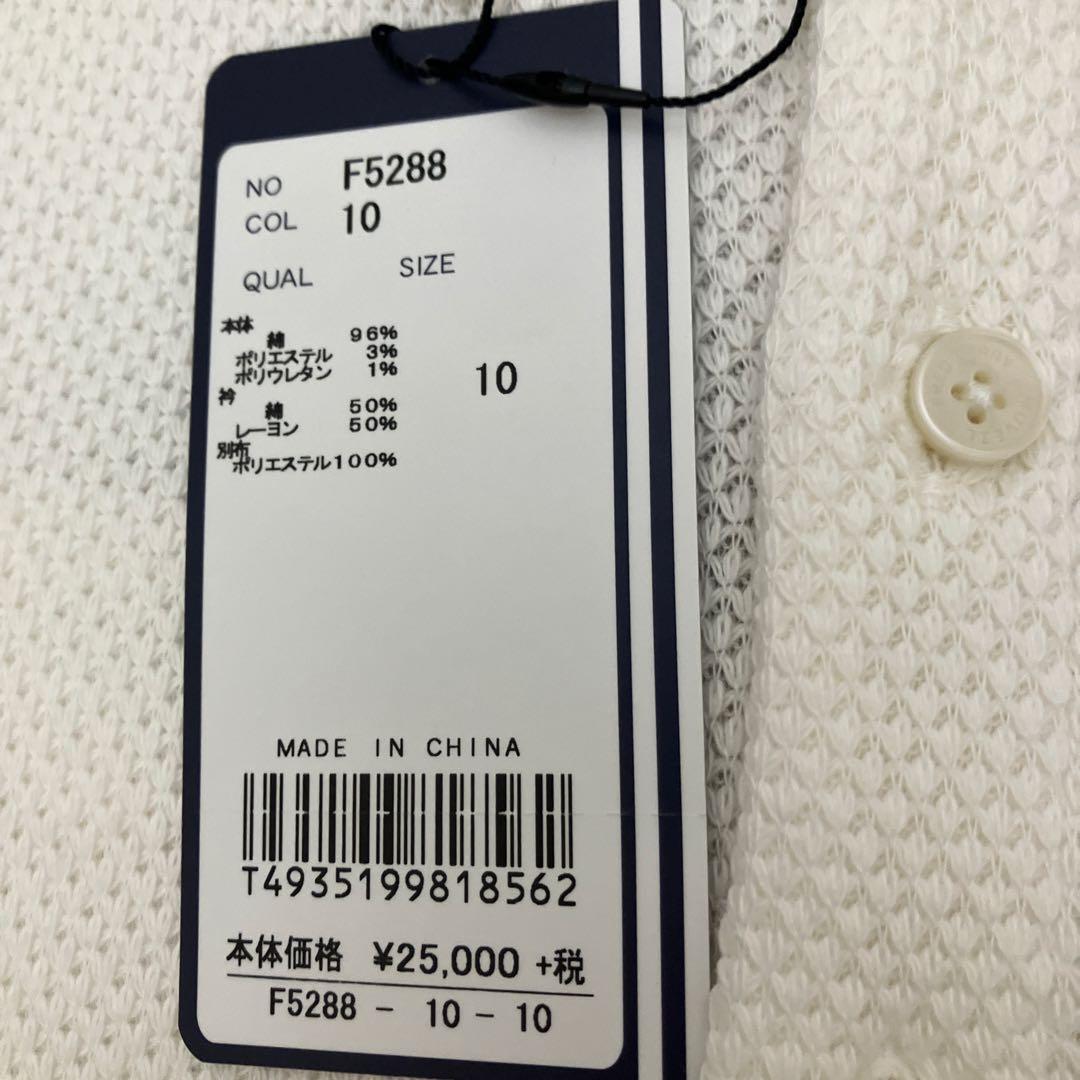 NO F5288
COL 10
QUAL SIZE
本体
綿 96%
ポリエステル 3%
ポリウレタン 1%
10
衿
綿 50%
レーヨン 50%
別布
ポリエステル100%
MADE IN CHINA
T4935199818562
本体価格 ¥25,000 +税
F5288 - 10 - 10